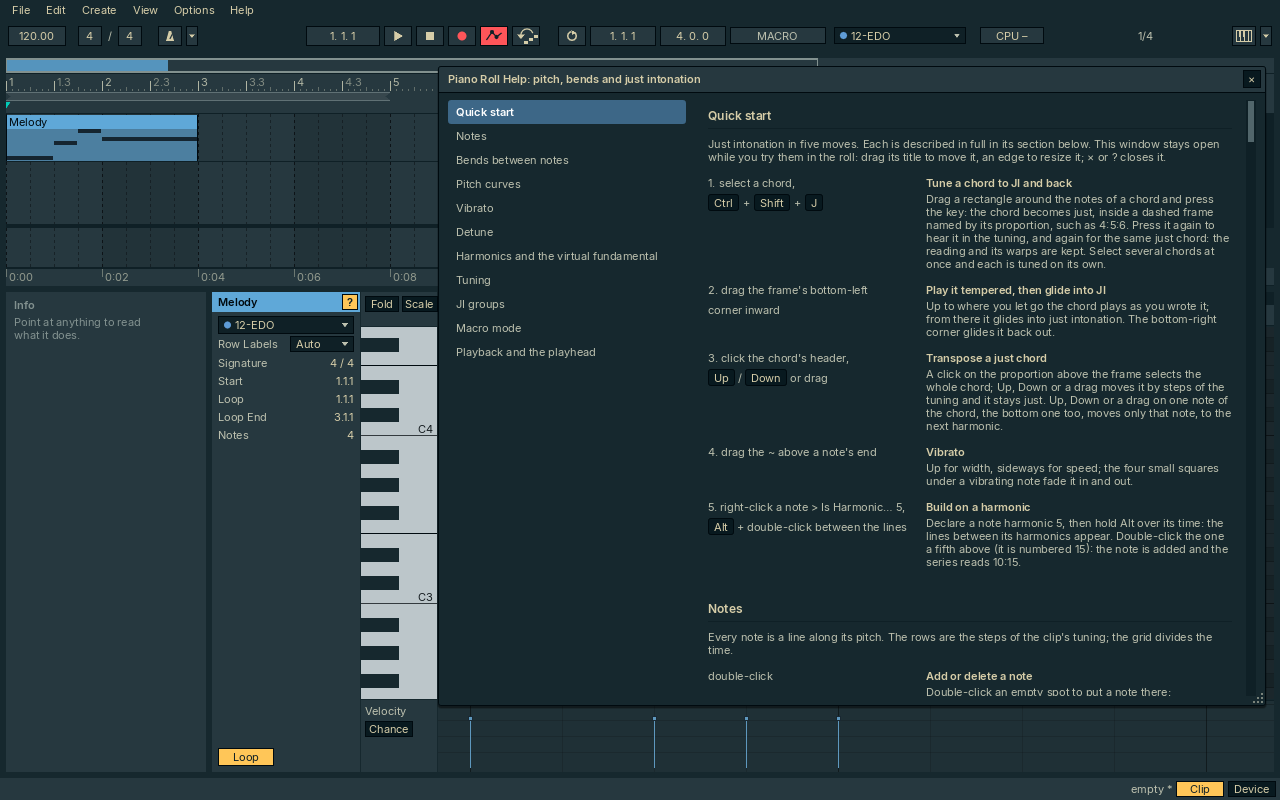 File Edit Create View Options Help
120.00 4 / 4 1. 1. 1 1. 1. 1 4. 0. 0 MACRO 12-EDO CPU – 1/4
1 1.3 2 2.3 3 3.3 4 4.3 5
Melody
0:00 0:02 0:04 0:06 0:08
Info
Point at anything to read
what it does.
Melody ?
12-EDO
Row Labels Auto
Signature 4 / 4
Start 1.1.1
Loop 1.1.1
Loop End 3.1.1
Notes 4
Loop
Fold Scale
C4
C3
Velocity
Chance
Piano Roll Help: pitch, bends and just intonation ×
Quick start
Notes
Bends between notes
Pitch curves
Vibrato
Detune
Harmonics and the virtual fundamental
Tuning
JI groups
Macro mode
Playback and the playhead
Quick start
Just intonation in five moves. Each is described in full in its section below. This window stays open
while you try them in the roll: drag its title to move it, an edge to resize it; × or ? closes it.
1. select a chord,
Ctrl + Shift + J
Tune a chord to JI and back
Drag a rectangle around the notes of a chord and press
the key: the chord becomes just, inside a dashed frame
named by its proportion, such as 4:5:6. Press it again to
hear it in the tuning, and again for the same just chord: the
reading and its warps are kept. Select several chords at
once and each is tuned on its own.
2. drag the frame's bottom-left
corner inward
Play it tempered, then glide into JI
Up to where you let go the chord plays as you wrote it;
from there it glides into just intonation. The bottom-right
corner glides it back out.
3. click the chord's header,
Up / Down or drag
Transpose a just chord
A click on the proportion above the frame selects the
whole chord; Up, Down or a drag moves it by steps of the
tuning and it stays just. Up, Down or a drag on one note of
the chord, the bottom one too, moves only that note, to the
next harmonic.
4. drag the ~ above a note's end
Vibrato
Up for width, sideways for speed; the four small squares
under a vibrating note fade it in and out.
5. right-click a note > Is Harmonic... 5,
Alt + double-click between the lines
Build on a harmonic
Declare a note harmonic 5, then hold Alt over its time: the
lines between its harmonics appear. Double-click the one
a fifth above (it is numbered 15): the note is added and the
series reads 10:15.
Notes
Every note is a line along its pitch. The rows are the steps of the clip's tuning; the grid divides the
time.
double-click
Add or delete a note
Double-click an empty spot to put a note there:
empty * Clip Device